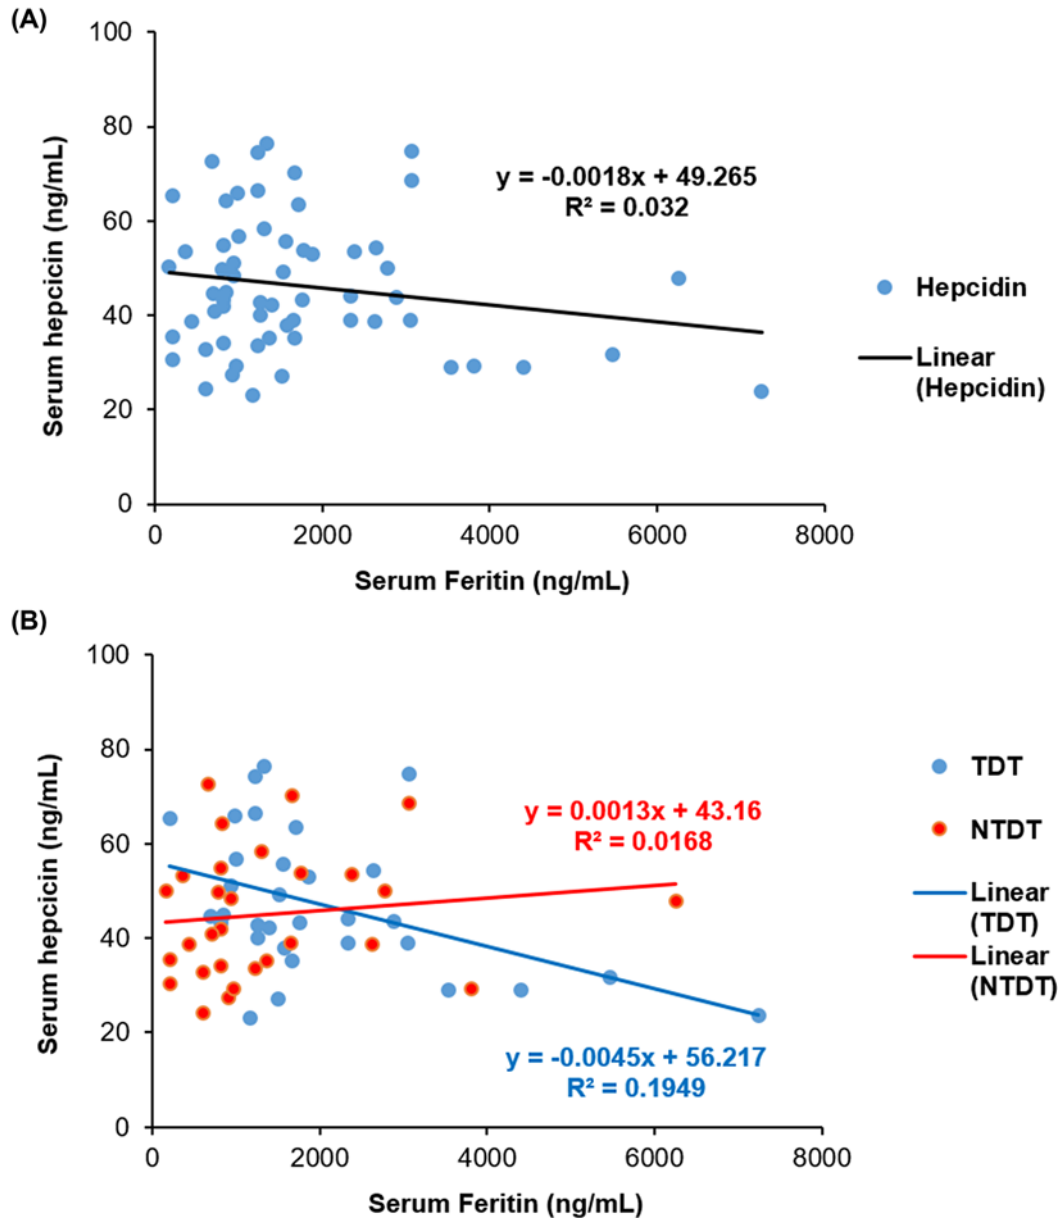 (A)
100
80
60
40
20
0
Serum hepcicin (ng/mL)
y = -0.0018x + 49.265
R² = 0.032
Hepcidin
Linear
(Hepcidin)
0 2000 4000 6000 8000
Serum Feritin (ng/mL)
(B)
100
80
60
40
20
0
Serum hepcicin (ng/mL)
y = 0.0013x + 43.16
R² = 0.0168
y = -0.0045x + 56.217
R² = 0.1949
TDT
NTDT
Linear
(TDT)
Linear
(NTDT)
0 2000 4000 6000 8000
Serum Feritin (ng/mL)